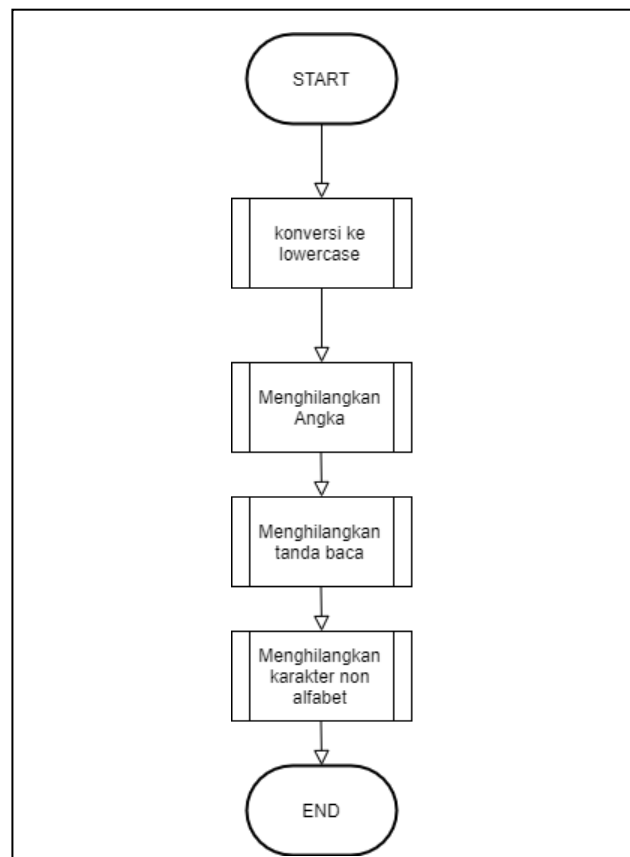 START
konversi ke
lowercase
Menghilangkan
Angka
Menghilangkan
tanda baca
Menghilangkan
karakter non
alfabet
END